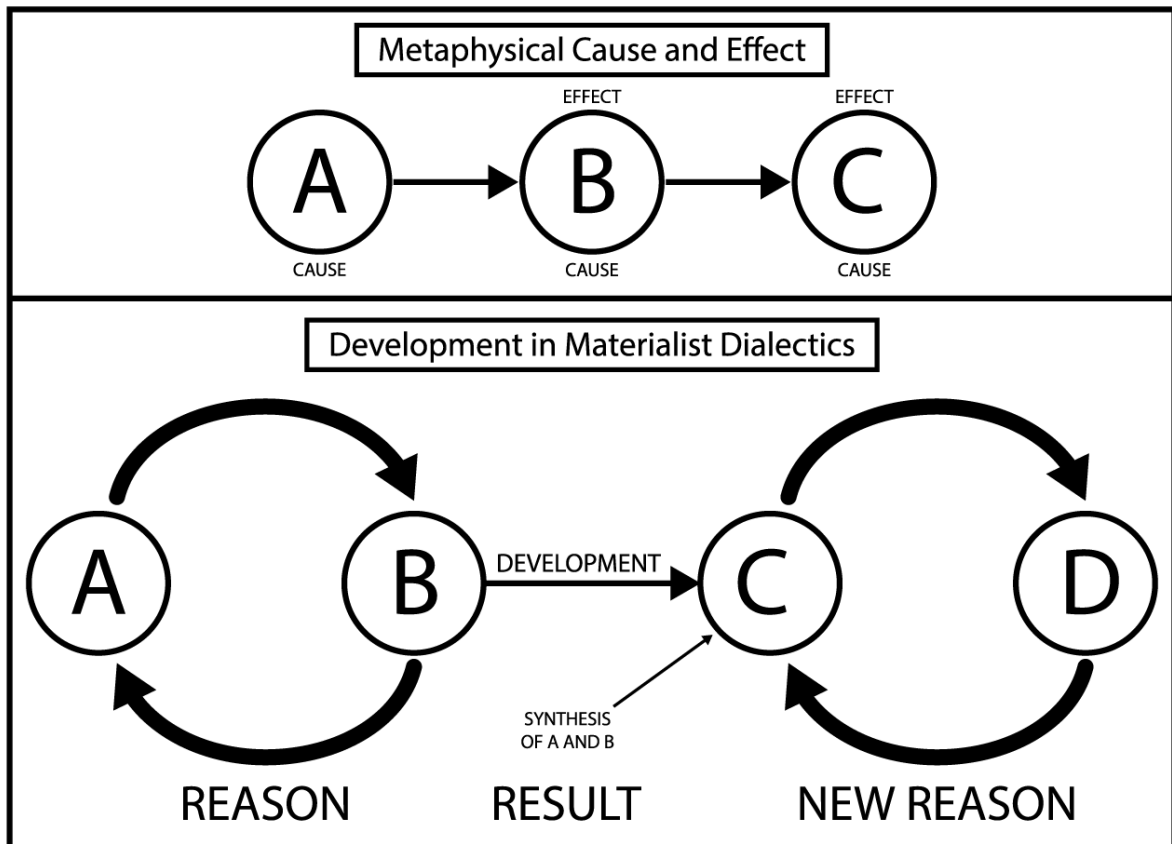 Metaphysical Cause and Effect
EFFECT EFFECT
A B C
CAUSE CAUSE CAUSE
Development in Materialist Dialectics
A B DEVELOPMENT C D
SYNTHESIS
OF A AND B
REASON RESULT NEW REASON